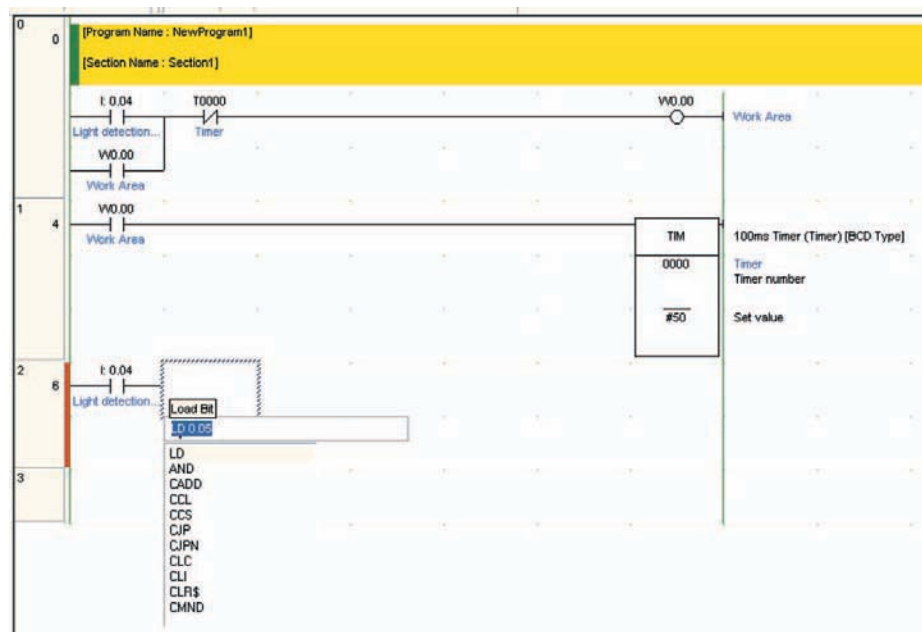 0
0
[Program Name : NewProgram1]
[Section Name : Section1]
I: 0.04
T0000
W0.00
Light detection...
Timer
Work Area
W0.00
Work Area
1
4
W0.00
Work Area
TIM
100ms Timer (Timer) [BCD Type]
0000
Timer
Timer number
#50
Set value
2
6
I: 0.04
Light detection...
Load Bit
LD 0.05
LD
AND
CADD
CCL
CCS
CJP
CJPN
CLC
CLI
CLR$
CMND
3